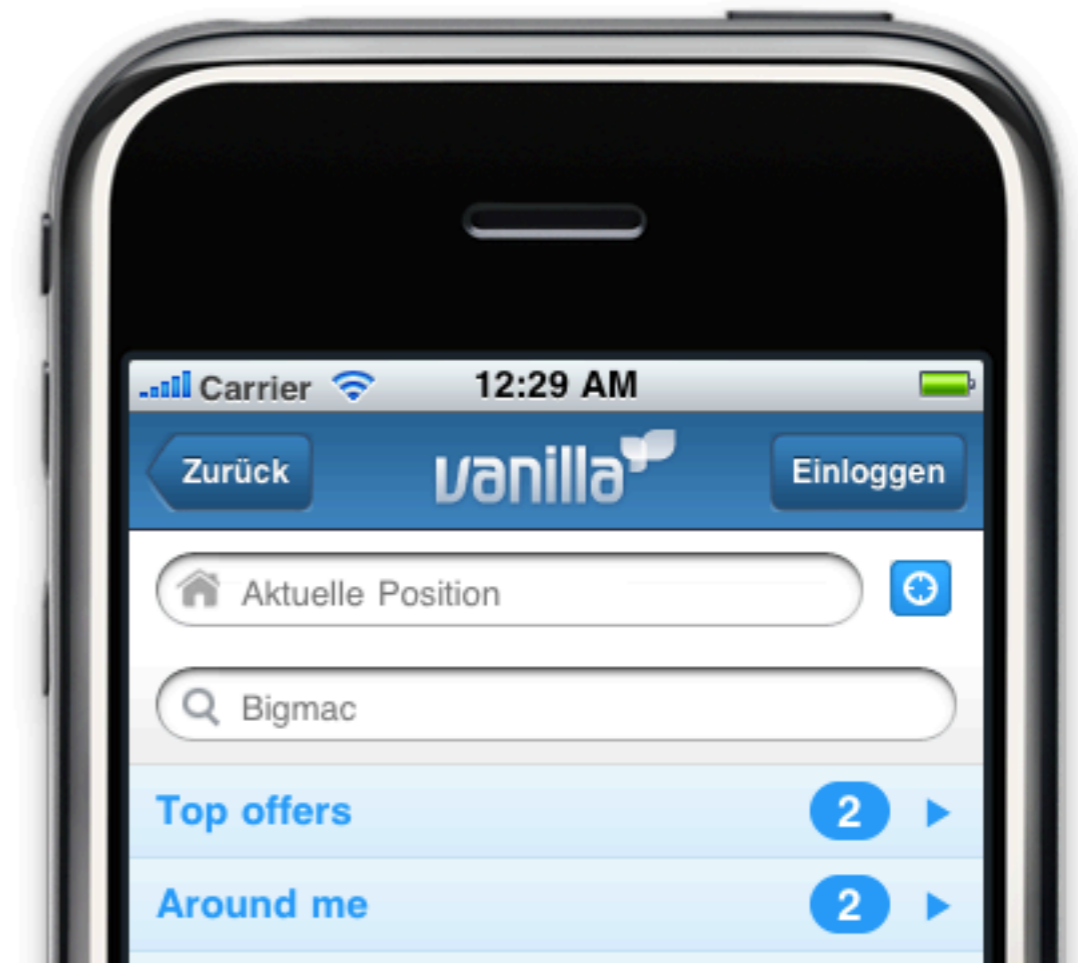 Carrier 12:29 AM
Zurück vanilla Einloggen
Aktuelle Position
Bigmac
Top offers 2
Around me 2